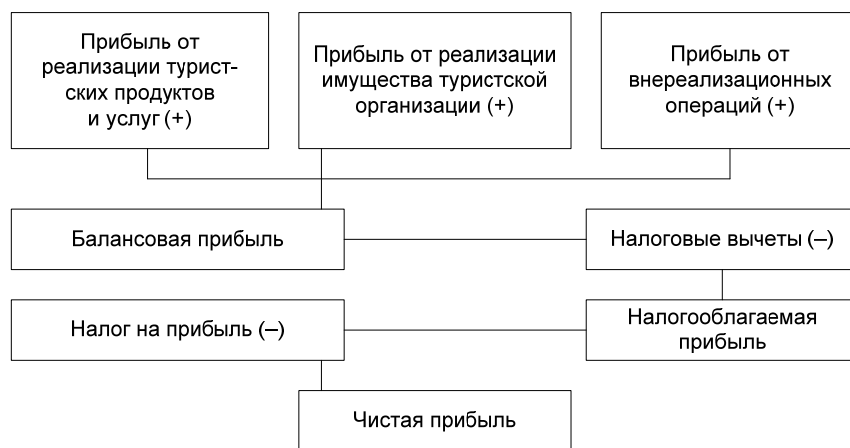 Прибыль от
реализации турист-
ских продуктов
и услуг (+)
Прибыль от реализации
имущества туристской
организации (+)
Прибыль от
внереализационных
операций (+)
Балансовая прибыль
Налоговые вычеты (–)
Налог на прибыль (–)
Налогооблагаемая
прибыль
Чистая прибыль